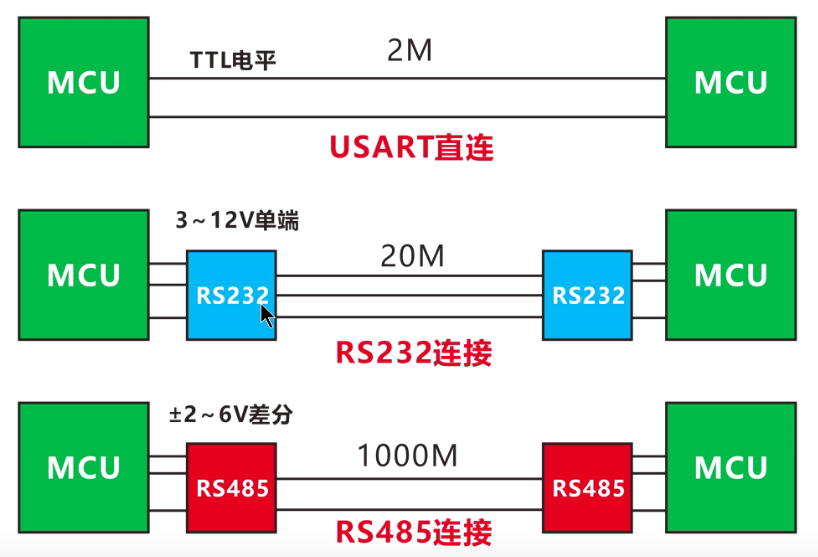 TTL电平
2M
MCU
MCU
USART直连
3~12V单端
20M
MCU
RS232
RS232
MCU
RS232连接
±2~6V差分
1000M
MCU
RS485
RS485
MCU
RS485连接